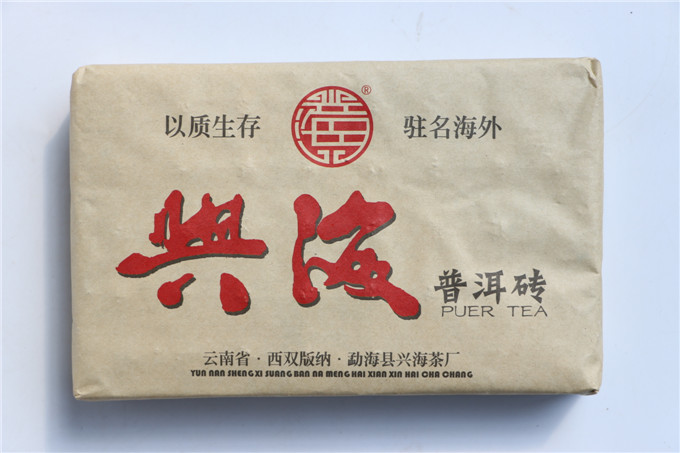 以质生存 ® 驻名海外
興海
普洱砖
PUER TEA
云南省·西双版纳·勐海县兴海茶厂
YUN NAN SHENG XI SUANG BAN NA MENG HAI XIAN XIN HAI CHA CHANG